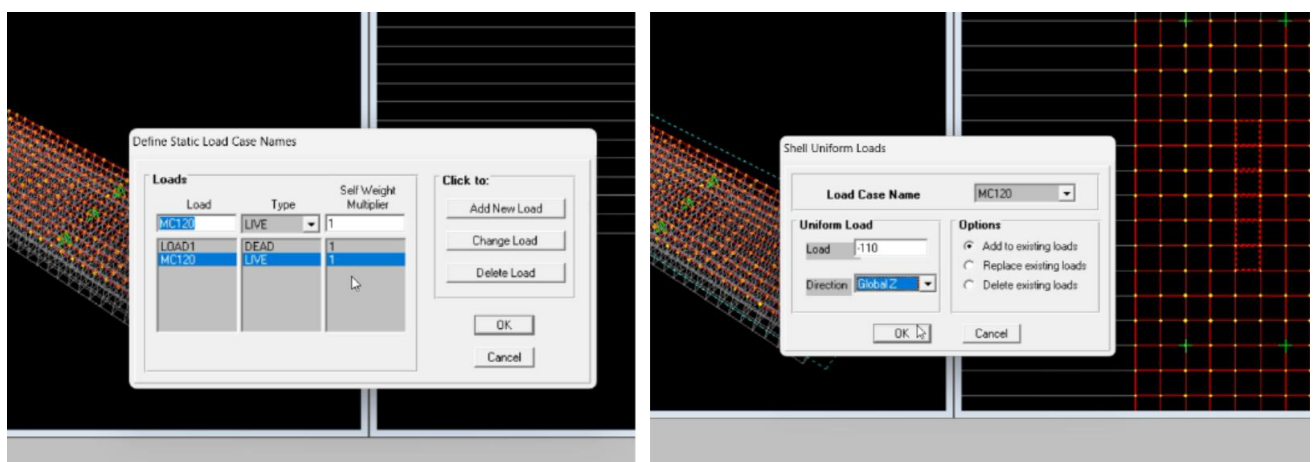 Define Static Load Case Names
Loads
Load Type Self Weight Multiplier
MC120 LIVE 1
LOAD1 DEAD 1
MC120 LIVE 1
Click to:
Add New Load
Change Load
Delete Load
OK
Cancel
Shell Uniform Loads
Load Case Name MC120
Uniform Load
Load -110
Direction Global Z
Options
Add to existing loads
Replace existing loads
Delete existing loads
OK
Cancel